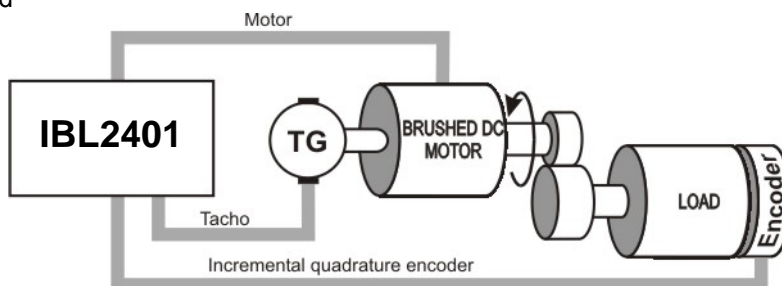 Motor
IBL2401
TG
BRUSHED DC
MOTOR
LOAD
Encoder
Tacho
Incremental quadrature encoder